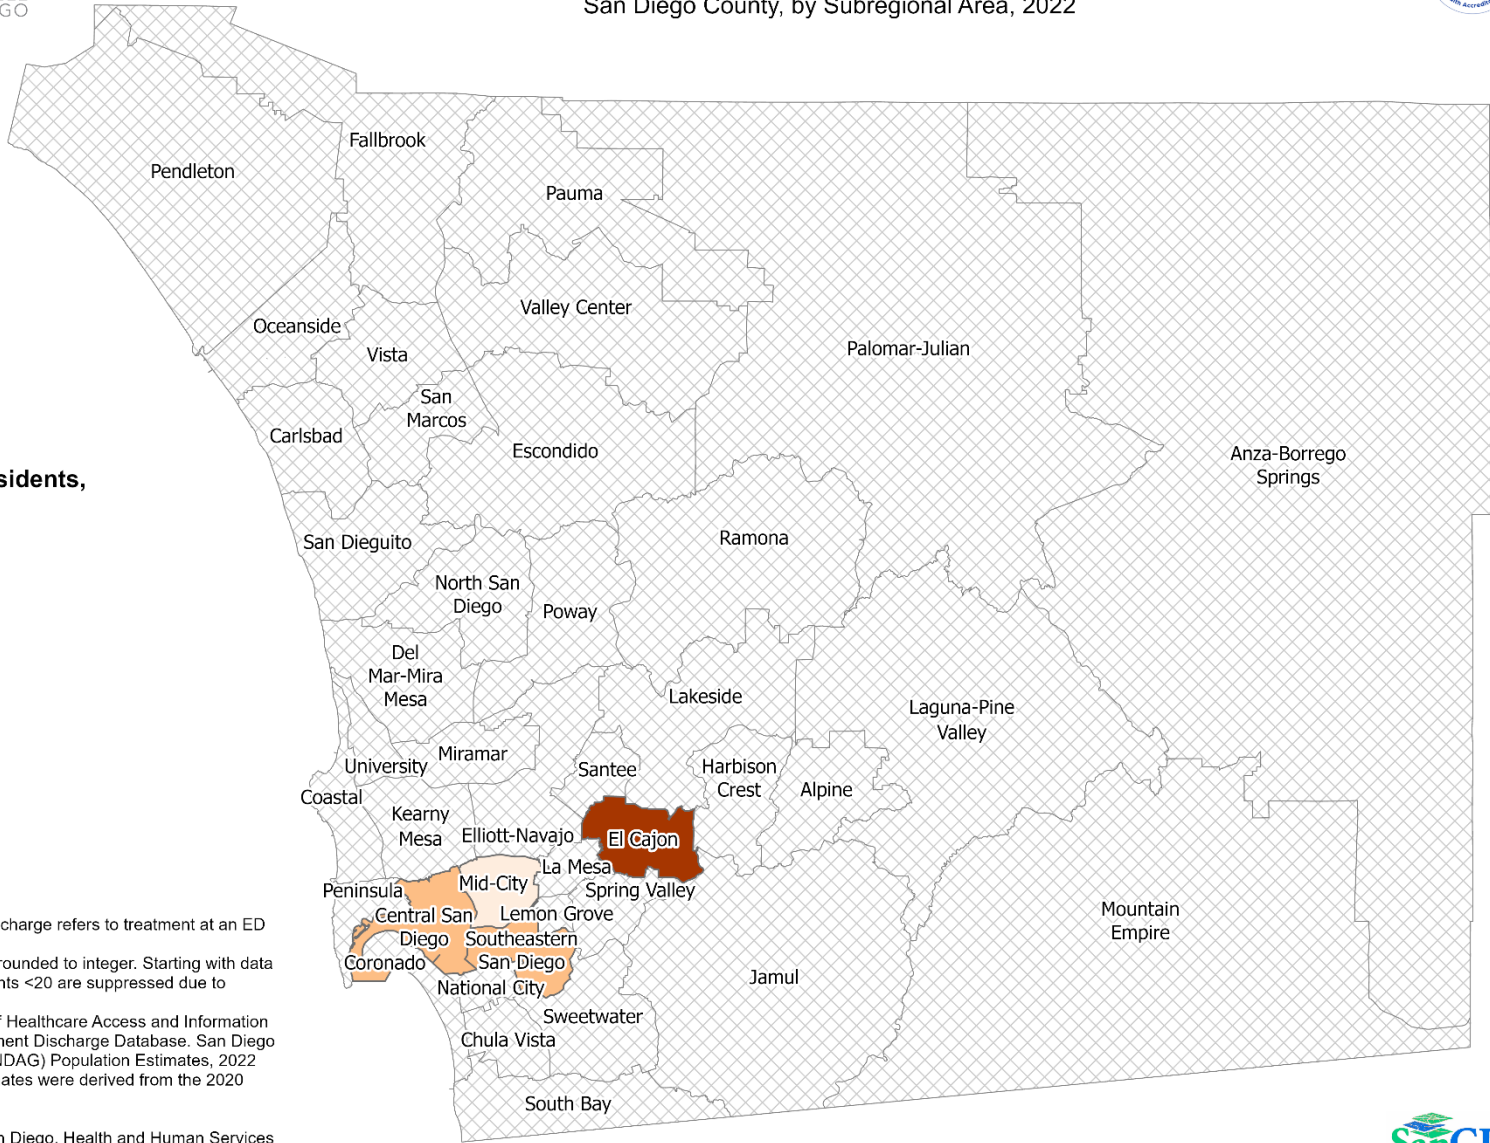 GO
San Diego County, by Subregional Area, 2022
Fallbrook
Pendleton
Pauma
Valley Center
Oceanside
Vista
Palomar-Julian
San
Marcos
Carlsbad
Escondido
Anza-Borrego
Springs
sidents,
San Dieguito
Ramona
North San
Diego
Poway
Del
Mar-Mira
Mesa
Lakeside
Laguna-Pine
Valley
Miramar
University
Santee
Harbison
Crest
Alpine
Coastal
Kearny
Mesa
Elliott-Navajo
El Cajon
La Mesa
Mid-City
Peninsula
Spring Valley
Central San
Diego
Lemon Grove
Mountain
Empire
Southeastern
San Diego
Coronado
National City
Jamul
Sweetwater
Chula Vista
South Bay
charge refers to treatment at an ED
rounded to integer. Starting with data
nts <20 are suppressed due to
f Healthcare Access and Information
nent Discharge Database. San Diego
NDAG) Population Estimates, 2022
ates were derived from the 2020
n Diego, Health and Human Services